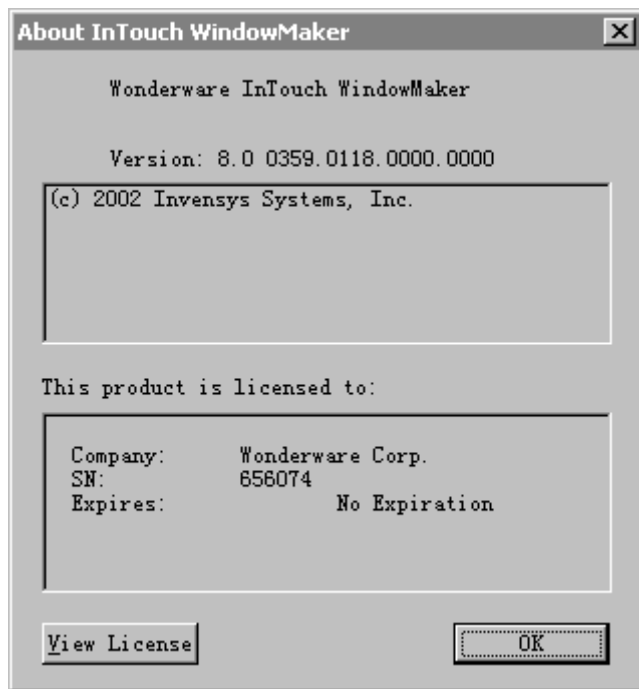 About InTouch WindowMaker
Wonderware InTouch WindowMaker
Version: 8.0 0359.0118.0000.0000
(c) 2002 Invensys Systems, Inc.
This product is licensed to:
Company: Wonderware Corp.
SN: 656074
Expires: No Expiration
View License OK